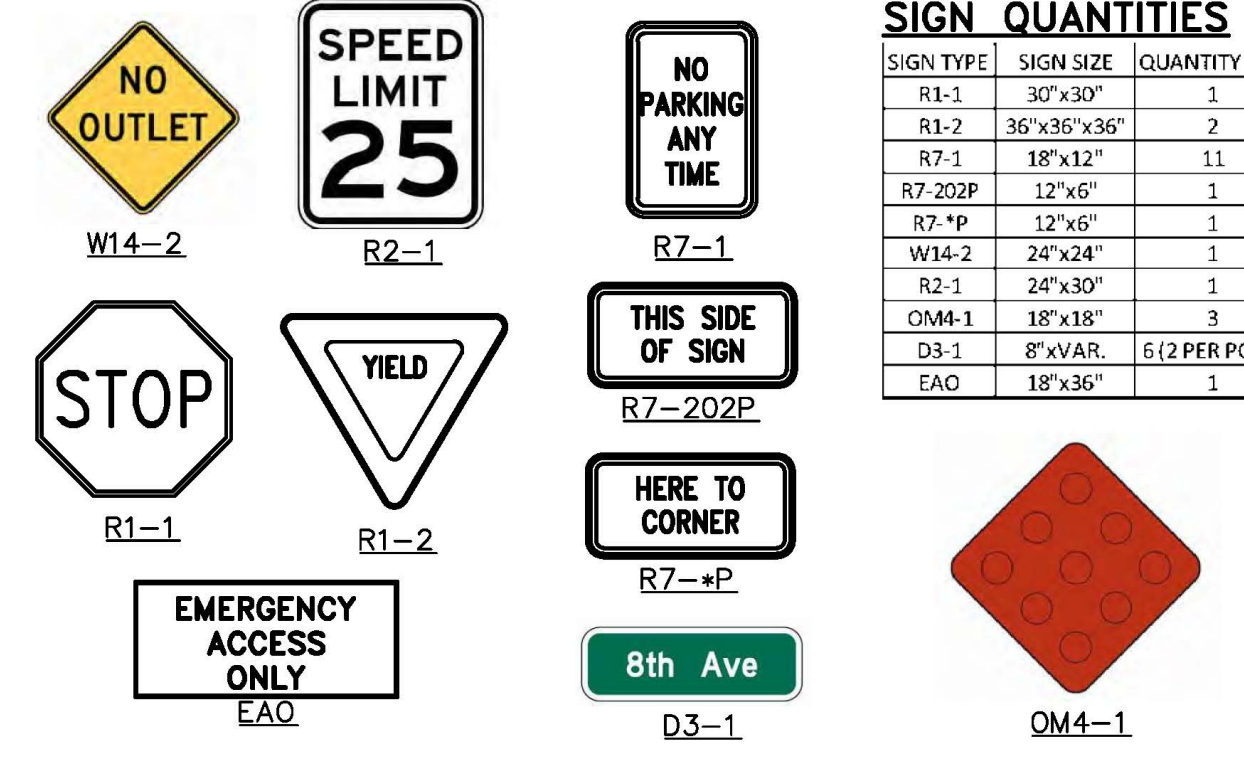 NO
OUTLET
W14-2
SPEED
LIMIT
25
R2-1
NO
PARKING
ANY
TIME
R7-1
STOP
R1-1
YIELD
R1-2
THIS SIDE
OF SIGN
R7-202P
HERE TO
CORNER
R7-*P
EMERGENCY
ACCESS
ONLY
EAO
8th Ave
D3-1
SIGN QUANTITIES
SIGN TYPE SIGN SIZE QUANTITY
R1-1 30"x30" 1
R1-2 36"x36"x36" 2
R7-1 18"x12" 11
R7-202P 12"x6" 1
R7-*P 12"x6" 1
W14-2 24"x24" 1
R2-1 24"x30" 1
OM4-1 18"x18" 3
D3-1 8"xVAR. 6 (2 PER
EAO 18"x36" 1
OM4-1